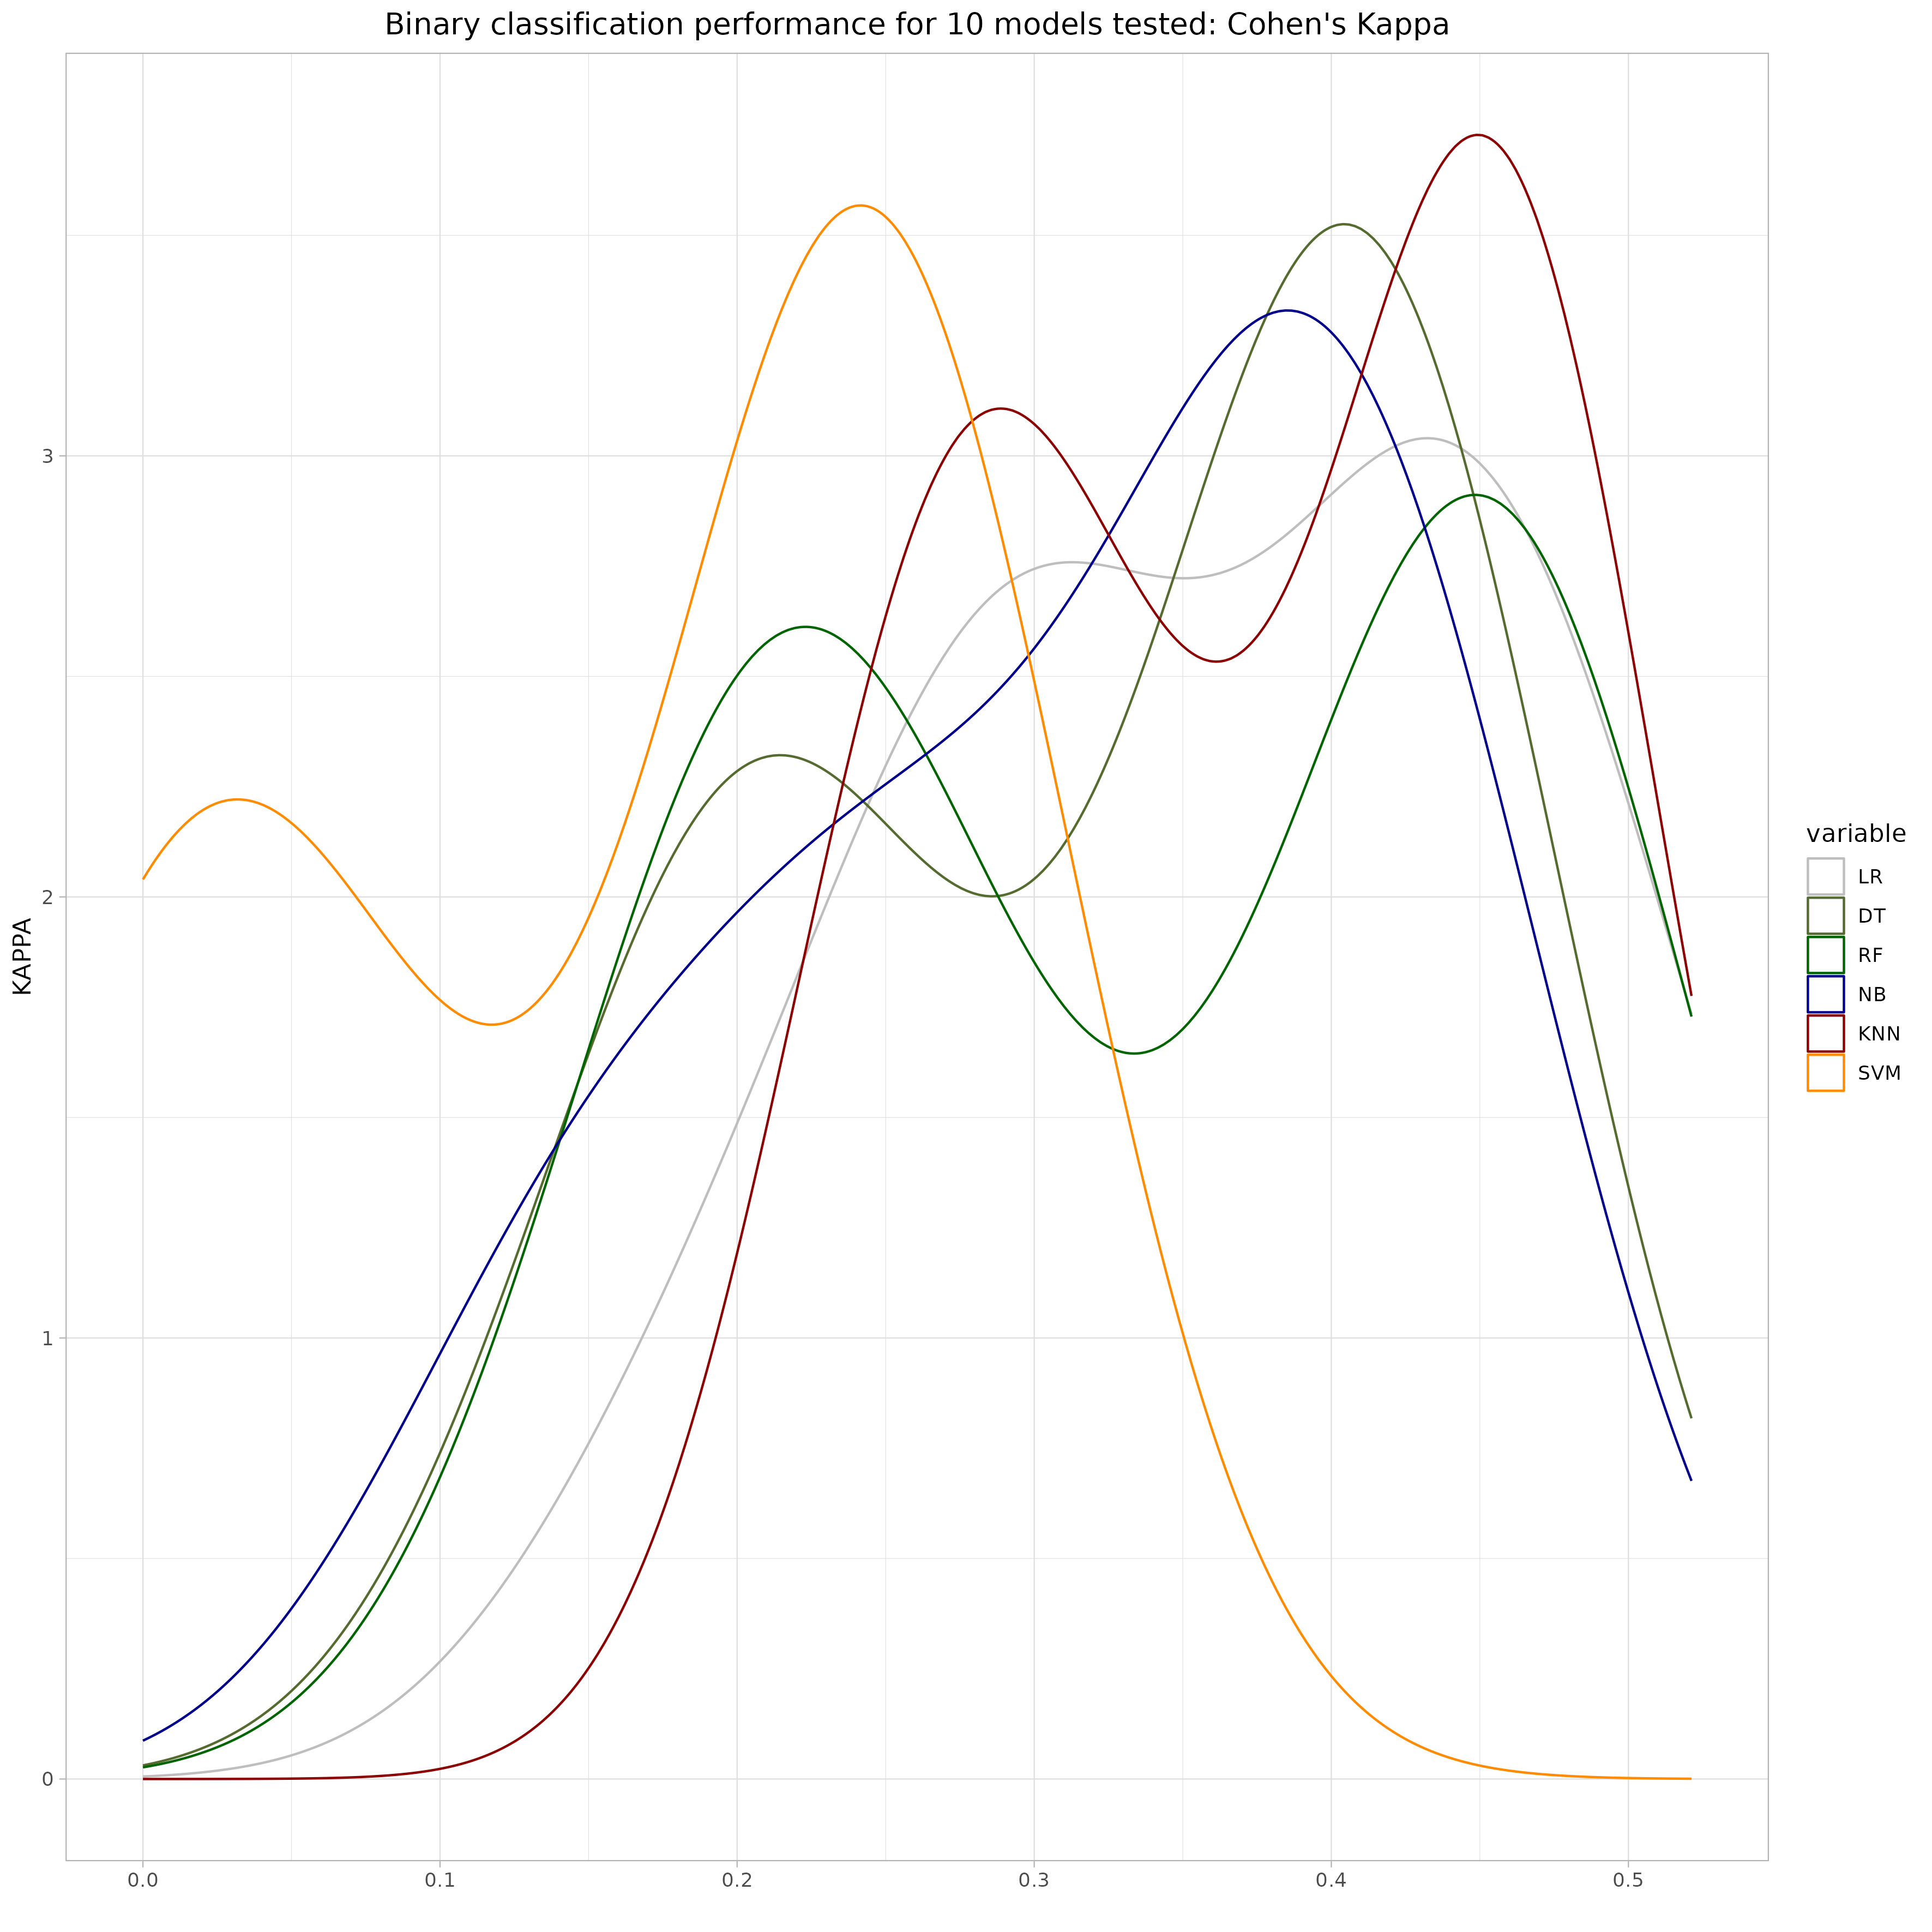 Binary classification performance for 10 models tested: Cohen's Kappa
KAPPA
3
2
1
0
0.0 0.1 0.2 0.3 0.4 0.5
variable
LR
DT
RF
NB
KNN
SVM